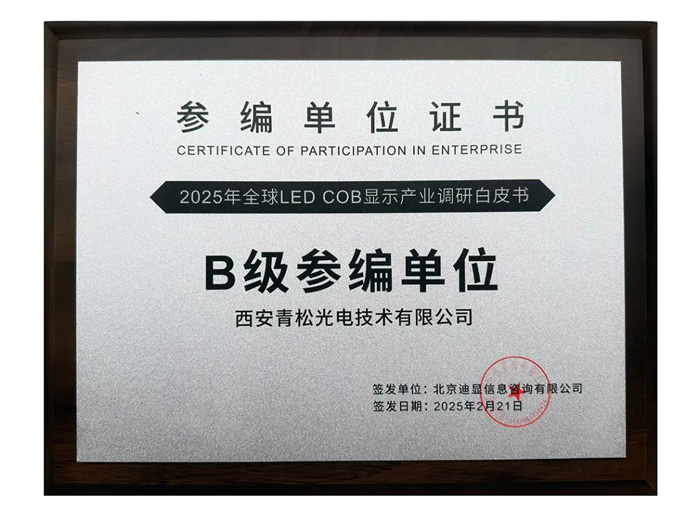 参编单位证书
CERTIFICATE OF PARTICIPATION IN ENTERPRISE
2025年全球LED COB显示产业调研白皮书
B级参编单位
西安青松光电技术有限公司
签发单位：北京迪显信息咨询有限公司
签发日期：2025年2月21日